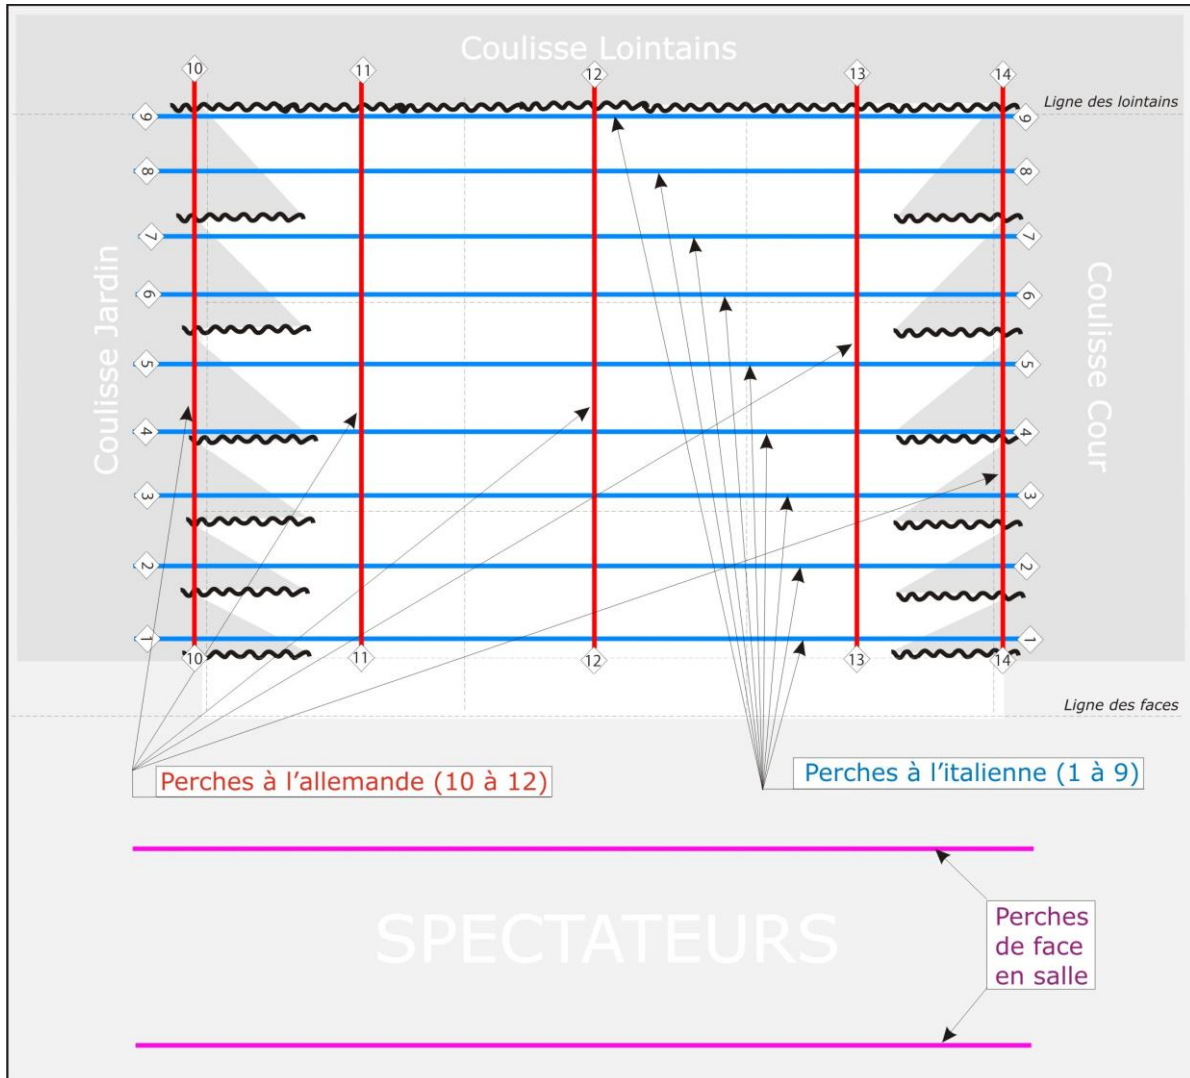 Coulisse Lointains
10 11 12 13 14
Ligne des lointains
9 9
8 8
7 7
Coulisse Jardin
Coulisse Cour
6 6
5 5
4 4
3 3
2 2
1 1
10 11 12 13 14
Ligne des faces
Perches à l’allemande (10 à 12)
Perches à l’italienne (1 à 9)
SPECTATEURS
Perches
de face
en salle